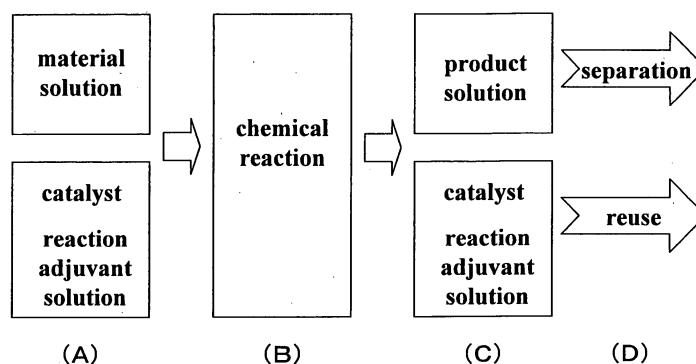 material
solution
catalyst
reaction
adjuvant
solution
chemical
reaction
product
solution
catalyst
reaction
adjuvant
solution
separation
reuse
(A)
(B)
(C)
(D)